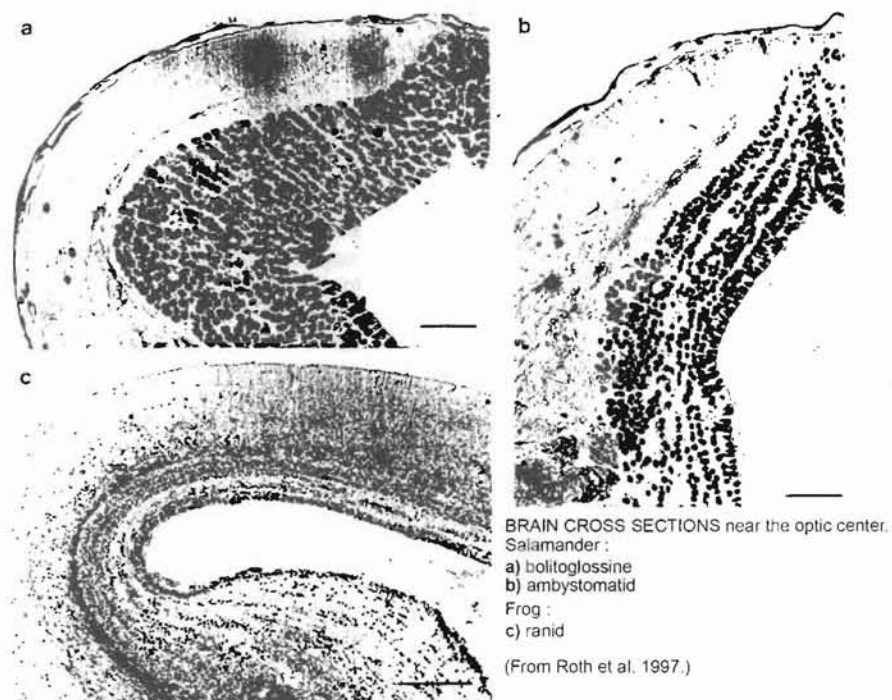 a
b
c
BRAIN CROSS SECTIONS near the optic center.
Salamander :
a) bolitoglossine
b) ambystomatid
Frog :
c) ranid
(From Roth et al. 1997.)